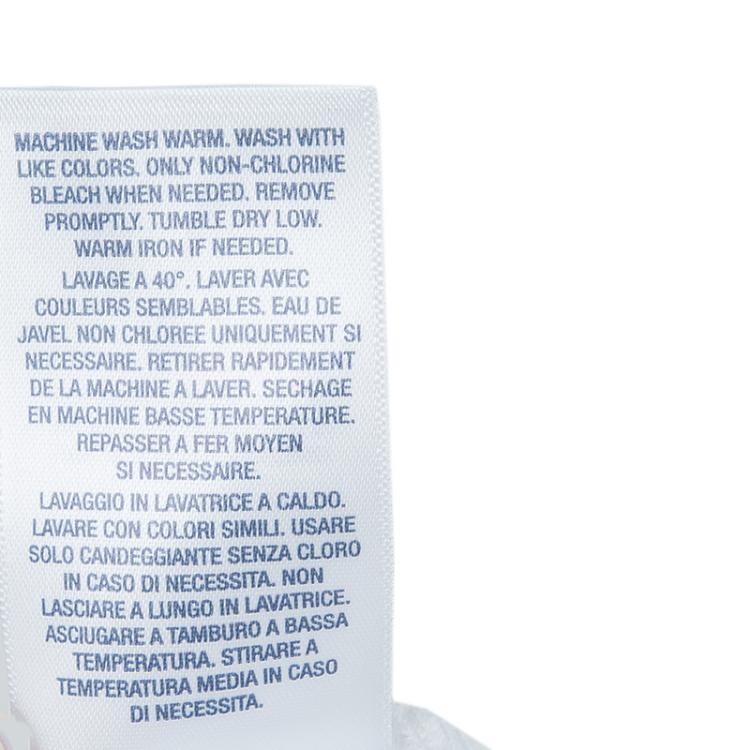 MACHINE WASH WARM. WASH WITH
LIKE COLORS. ONLY NON-CHLORINE
BLEACH WHEN NEEDED. REMOVE
PROMPTLY. TUMBLE DRY LOW.
WARM IRON IF NEEDED.
LAVAGE A 40°. LAVER AVEC
COULEURS SEMBLABLES. EAU DE
JAVEL NON CHLOREE UNIQUEMENT SI
NECESSAIRE. RETIRER RAPIDEMENT
DE LA MACHINE A LAVER. SECHAGE
EN MACHINE BASSE TEMPERATURE.
REPASSER A FER MOYEN
SI NECESSAIRE.
LAVAGGIO IN LAVATRICE A CALDO.
LAVARE CON COLORI SIMILI. USARE
SOLO CANDEGGIANTE SENZA CLORO
IN CASO DI NECESSITA. NON
LASCIARE A LUNGO IN LAVATRICE.
ASCIUGARE A TAMBURO A BASSA
TEMPERATURA. STIRARE A
TEMPERATURA MEDIA IN CASO
DI NECESSITA.